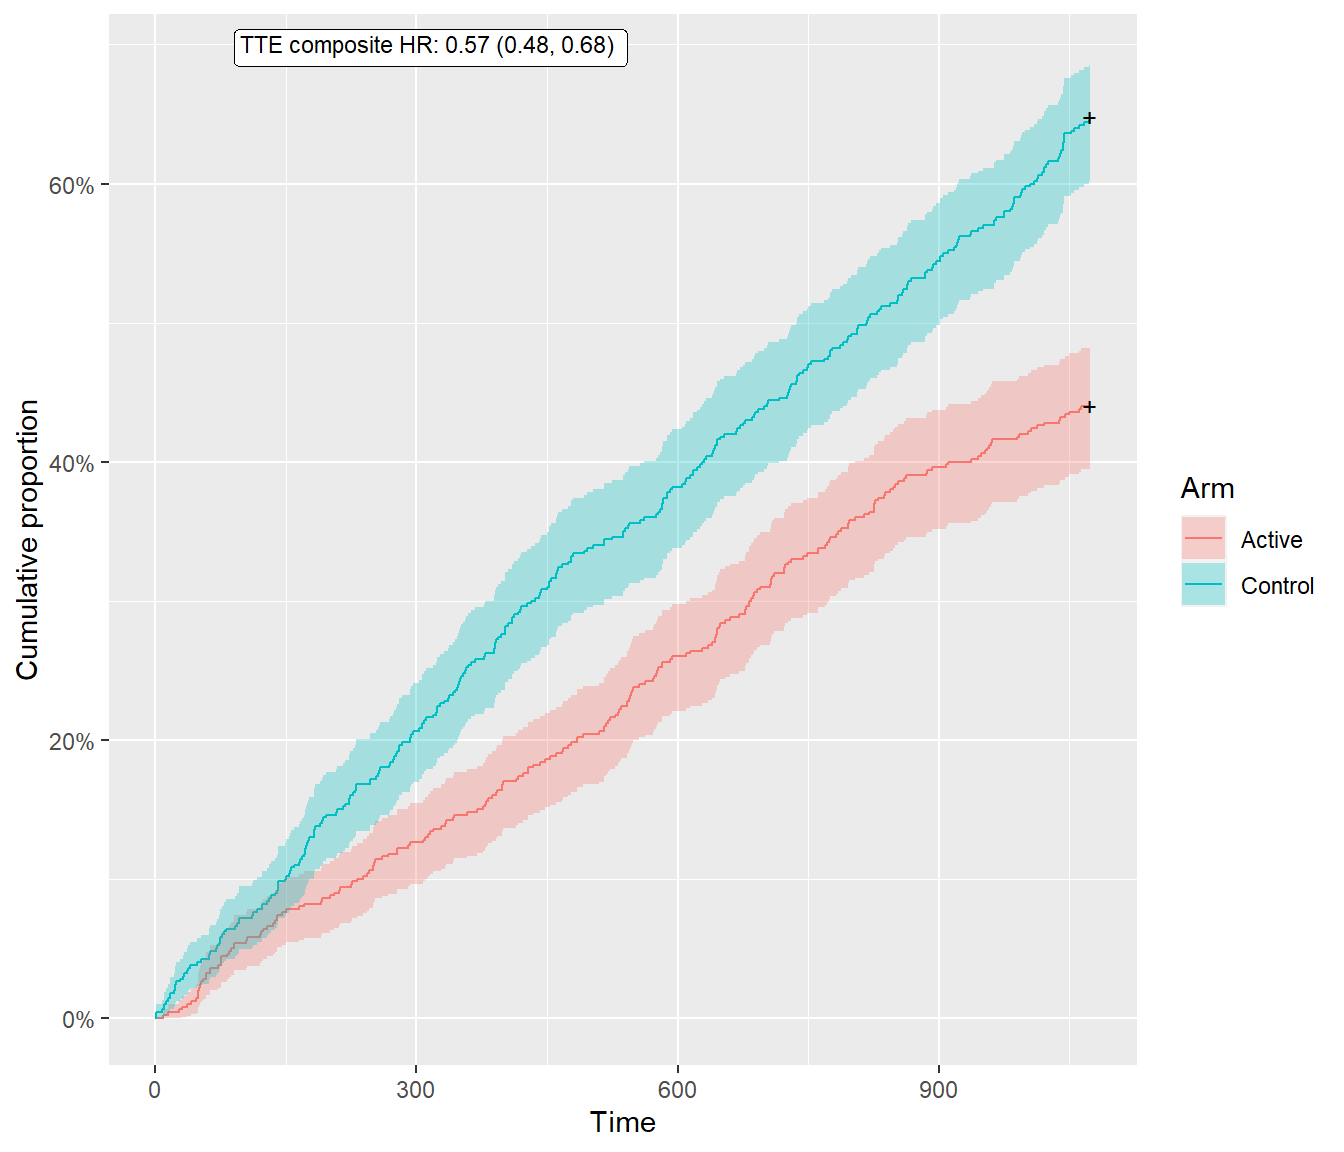 TTE composite HR: 0.57 (0.48, 0.68)
Cumulative proportion
60%
40%
20%
0%
0
300
600
900
Time
Arm
Active
Control